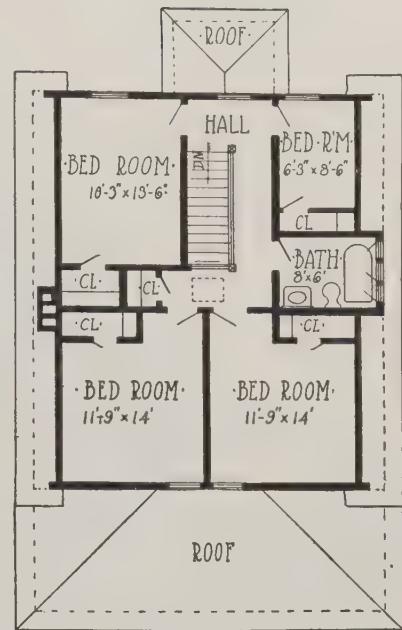 ·ROOF·
HALL
DN
·BED ROOM·
10'-3" × 13'-6"
·BED·R'M
6'-3" × 8'-6"
CL
BATH
8' × 6'
CL
CL
CL
CL
·BED ROOM·
11'-9" × 14'
·BED ROOM·
11'-9" × 14'
ROOF